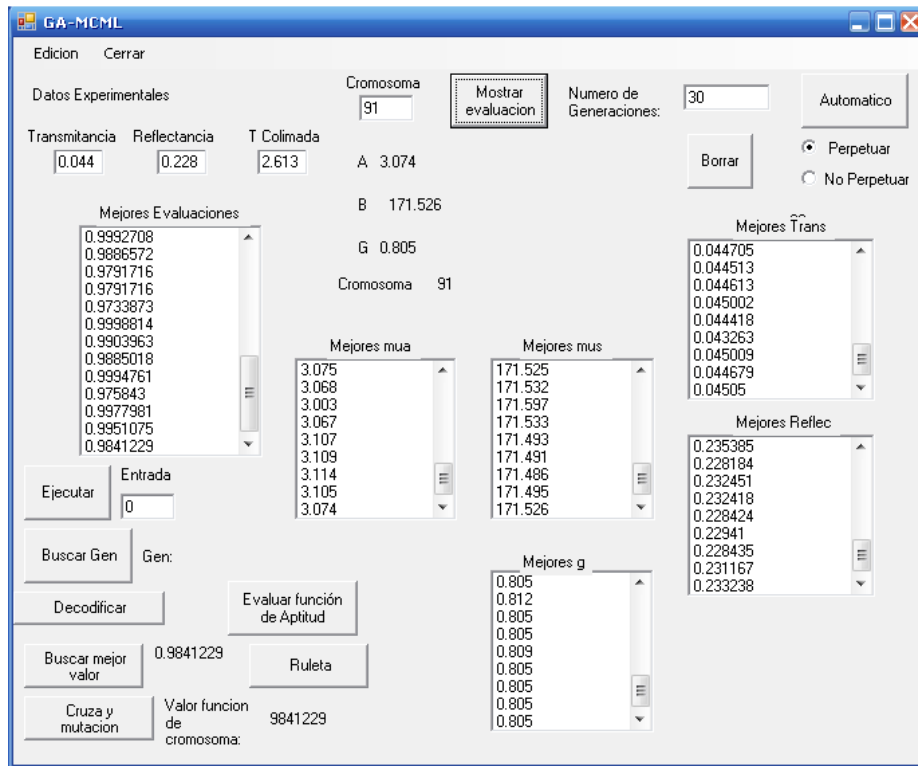 GA-MCML
Edicion Cerrar
Datos Experimentales
Cromosoma
91
Mostrar
evaluacion
Numero de
Generaciones:
30
Automatico
Transmitancia Reflectancia T Colimada
0.044 0.228 2.613
A 3.074
Borrar
Perpetuar
No Perpetuar
B 171.526
G 0.805
Cromosoma 91
Mejores Evaluaciones
0.9992708
0.9886572
0.9791716
0.9791716
0.9733873
0.9998814
0.9903963
0.9885018
0.9994761
0.975843
0.9977981
0.9951075
0.9841229
Mejores Trans
0.044705
0.044513
0.044613
0.045002
0.044418
0.043263
0.045009
0.044679
0.04505
Mejores mua
3.075
3.068
3.003
3.067
3.107
3.109
3.114
3.105
3.074
Mejores mus
171.525
171.532
171.597
171.533
171.493
171.491
171.486
171.495
171.526
Mejores Reflec
0.235385
0.228184
0.232451
0.232418
0.228424
0.22941
0.228435
0.231167
0.233238
Ejecutar
Entrada
0
Buscar Gen Gen:
Decodificar
Evaluar función
de Aptitud
Mejores g
0.805
0.812
0.805
0.805
0.809
0.805
0.805
0.805
0.805
Buscar mejor
valor
0.9841229
Ruleta
Cruza y
mutacion
Valor funcion
de
cromosoma:
9841229